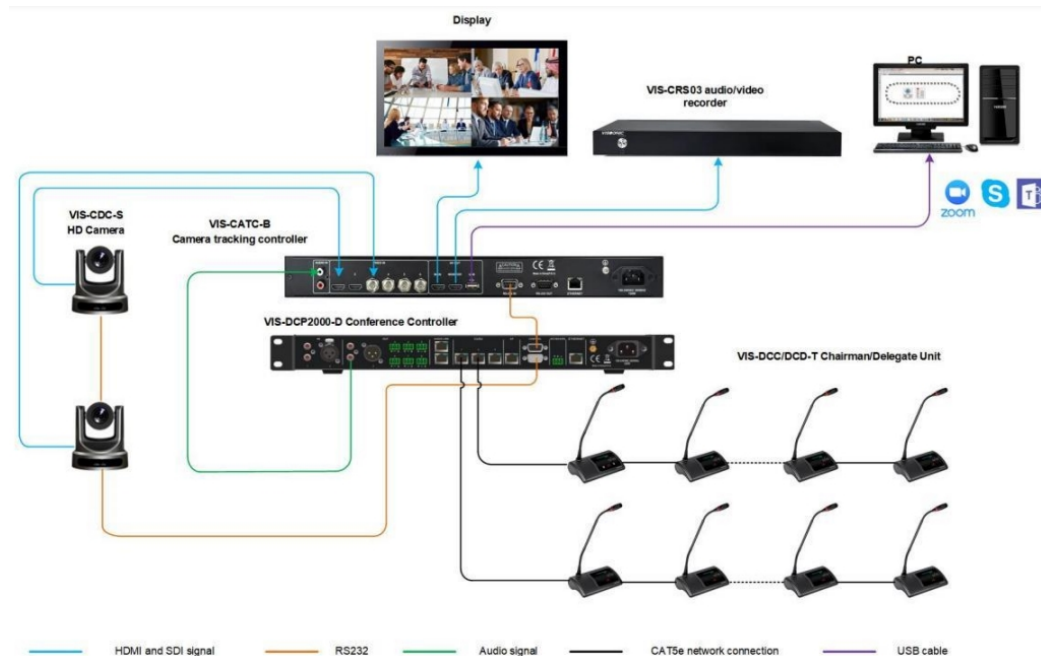 Display
PC
VIS-CRS03 audio/video
recorder
zoom
S
T
VIS-CDC-S
HD Camera
VIS-CATC-B
Camera tracking controller
VIS-DCP2000-D Conference Controller
VIS-DCC/DCD-T Chairman/Delegate Unit
HDMI and SDI signal
RS232
Audio signal
CAT5e network connection
USB cable